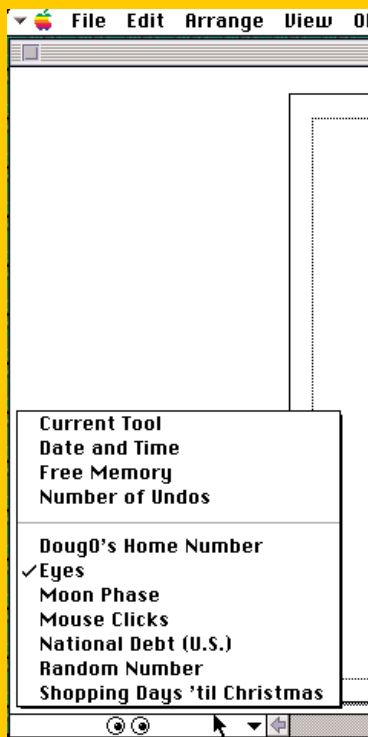 File Edit Arrange View Ob
Current Tool
Date and Time
Free Memory
Number of Undos
DougO's Home Number
Eyes
Moon Phase
Mouse Clicks
National Debt (U.S.)
Random Number
Shopping Days 'til Christmas